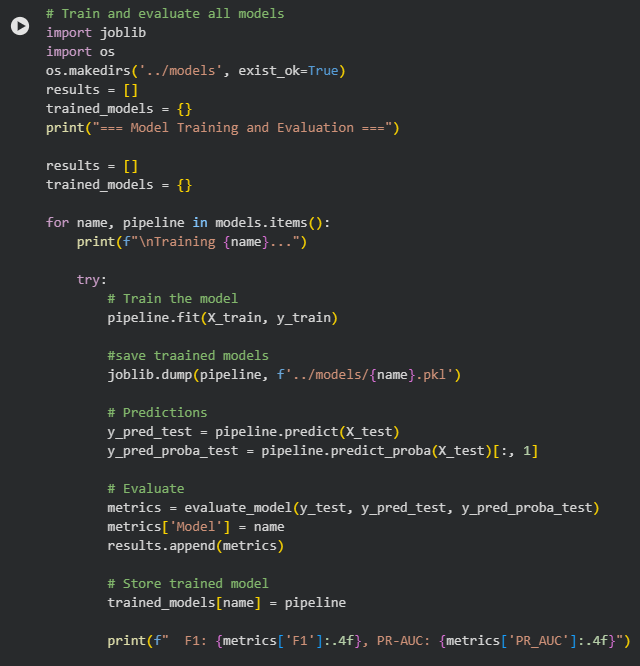 # Train and evaluate all models
import joblib
import os
os.makedirs('../models', exist_ok=True)
results = []
trained_models = {}
print("=== Model Training and Evaluation ===")

results = []
trained_models = {}

for name, pipeline in models.items():
    print(f"\nTraining {name}...")

    try:
        # Train the model
        pipeline.fit(X_train, y_train)

        #save traained models
        joblib.dump(pipeline, f'../models/{name}.pkl')

        # Predictions
        y_pred_test = pipeline.predict(X_test)
        y_pred_proba_test = pipeline.predict_proba(X_test)[:, 1]

        # Evaluate
        metrics = evaluate_model(y_test, y_pred_test, y_pred_proba_test)
        metrics['Model'] = name
        results.append(metrics)

        # Store trained model
        trained_models[name] = pipeline

        print(f"  F1: {metrics['F1']:.4f}, PR-AUC: {metrics['PR_AUC']:.4f}")